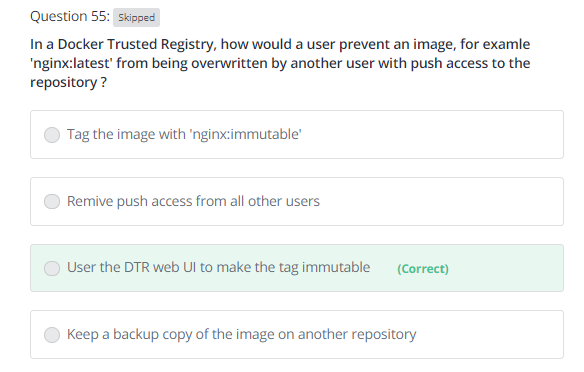 Question 55: Skipped
In a Docker Trusted Registry, how would a user prevent an image, for examle
'nginx:latest' from being overwritten by another user with push access to the
repository ?
Tag the image with 'nginx:immutable'
Remive push access from all other users
User the DTR web UI to make the tag immutable (Correct)
Keep a backup copy of the image on another repository